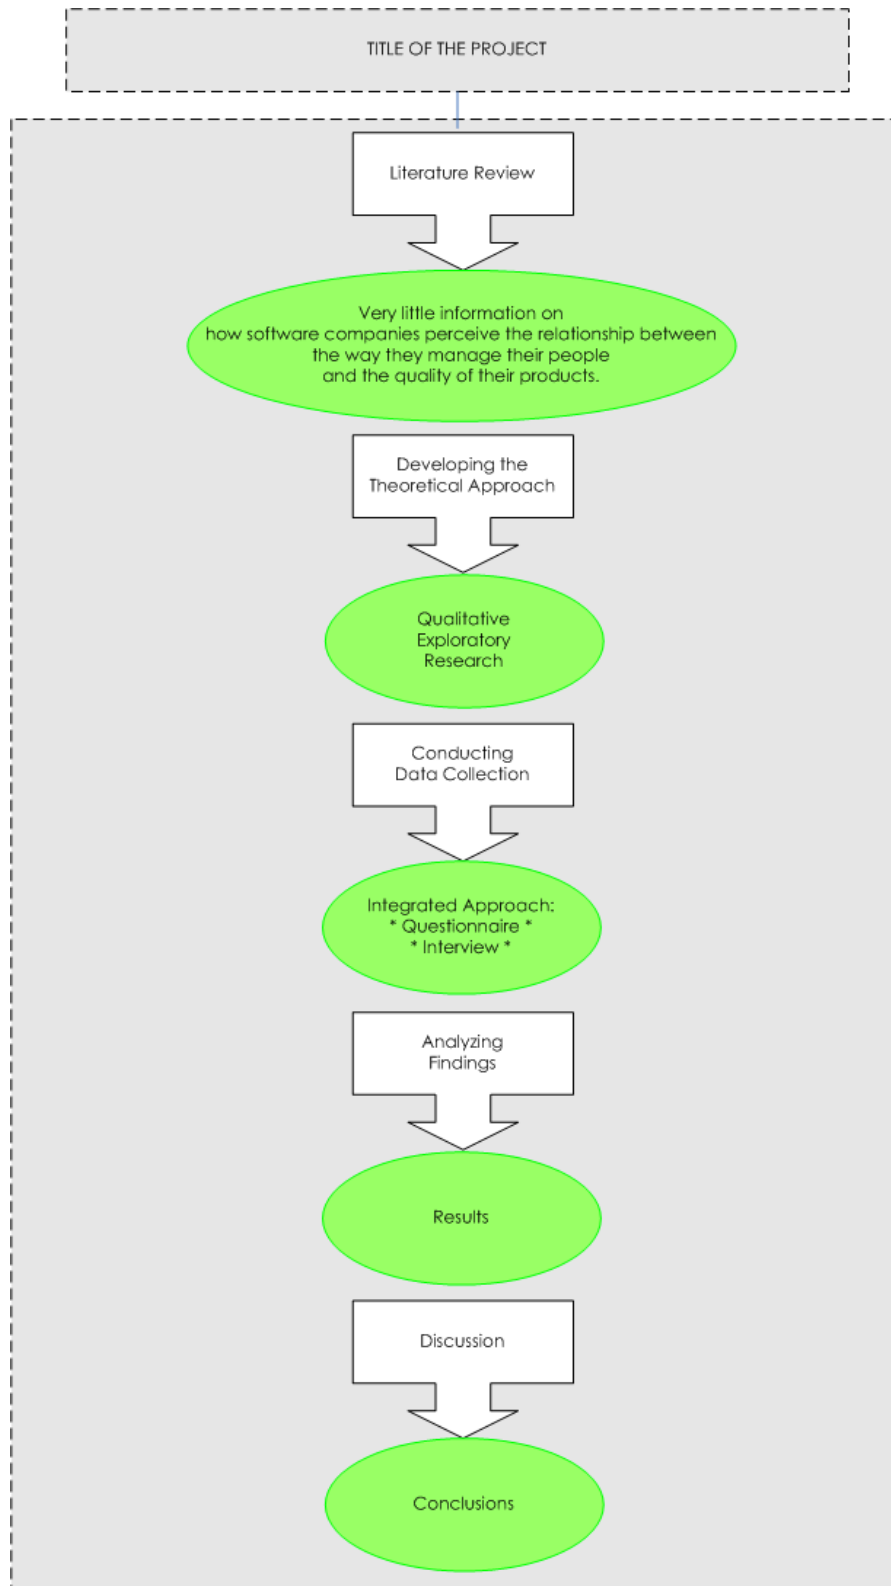 TITLE OF THE PROJECT
Literature Review
Very little information on
how software companies perceive the relationship between
the way they manage their people
and the quality of their products.
Developing the
Theoretical Approach
Qualitative
Exploratory
Research
Conducting
Data Collection
Integrated Approach:
* Questionnaire *
* Interview *
Analyzing
Findings
Results
Discussion
Conclusions